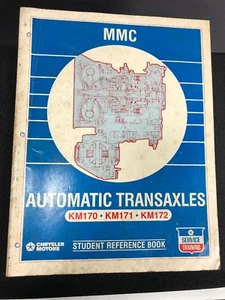 MMC
AUTOMATIC TRANSAXLES
KM170 • KM171 • KM172
CHRYSLER
MOTORS
STUDENT REFERENCE BOOK
SERVICE
TRAINING